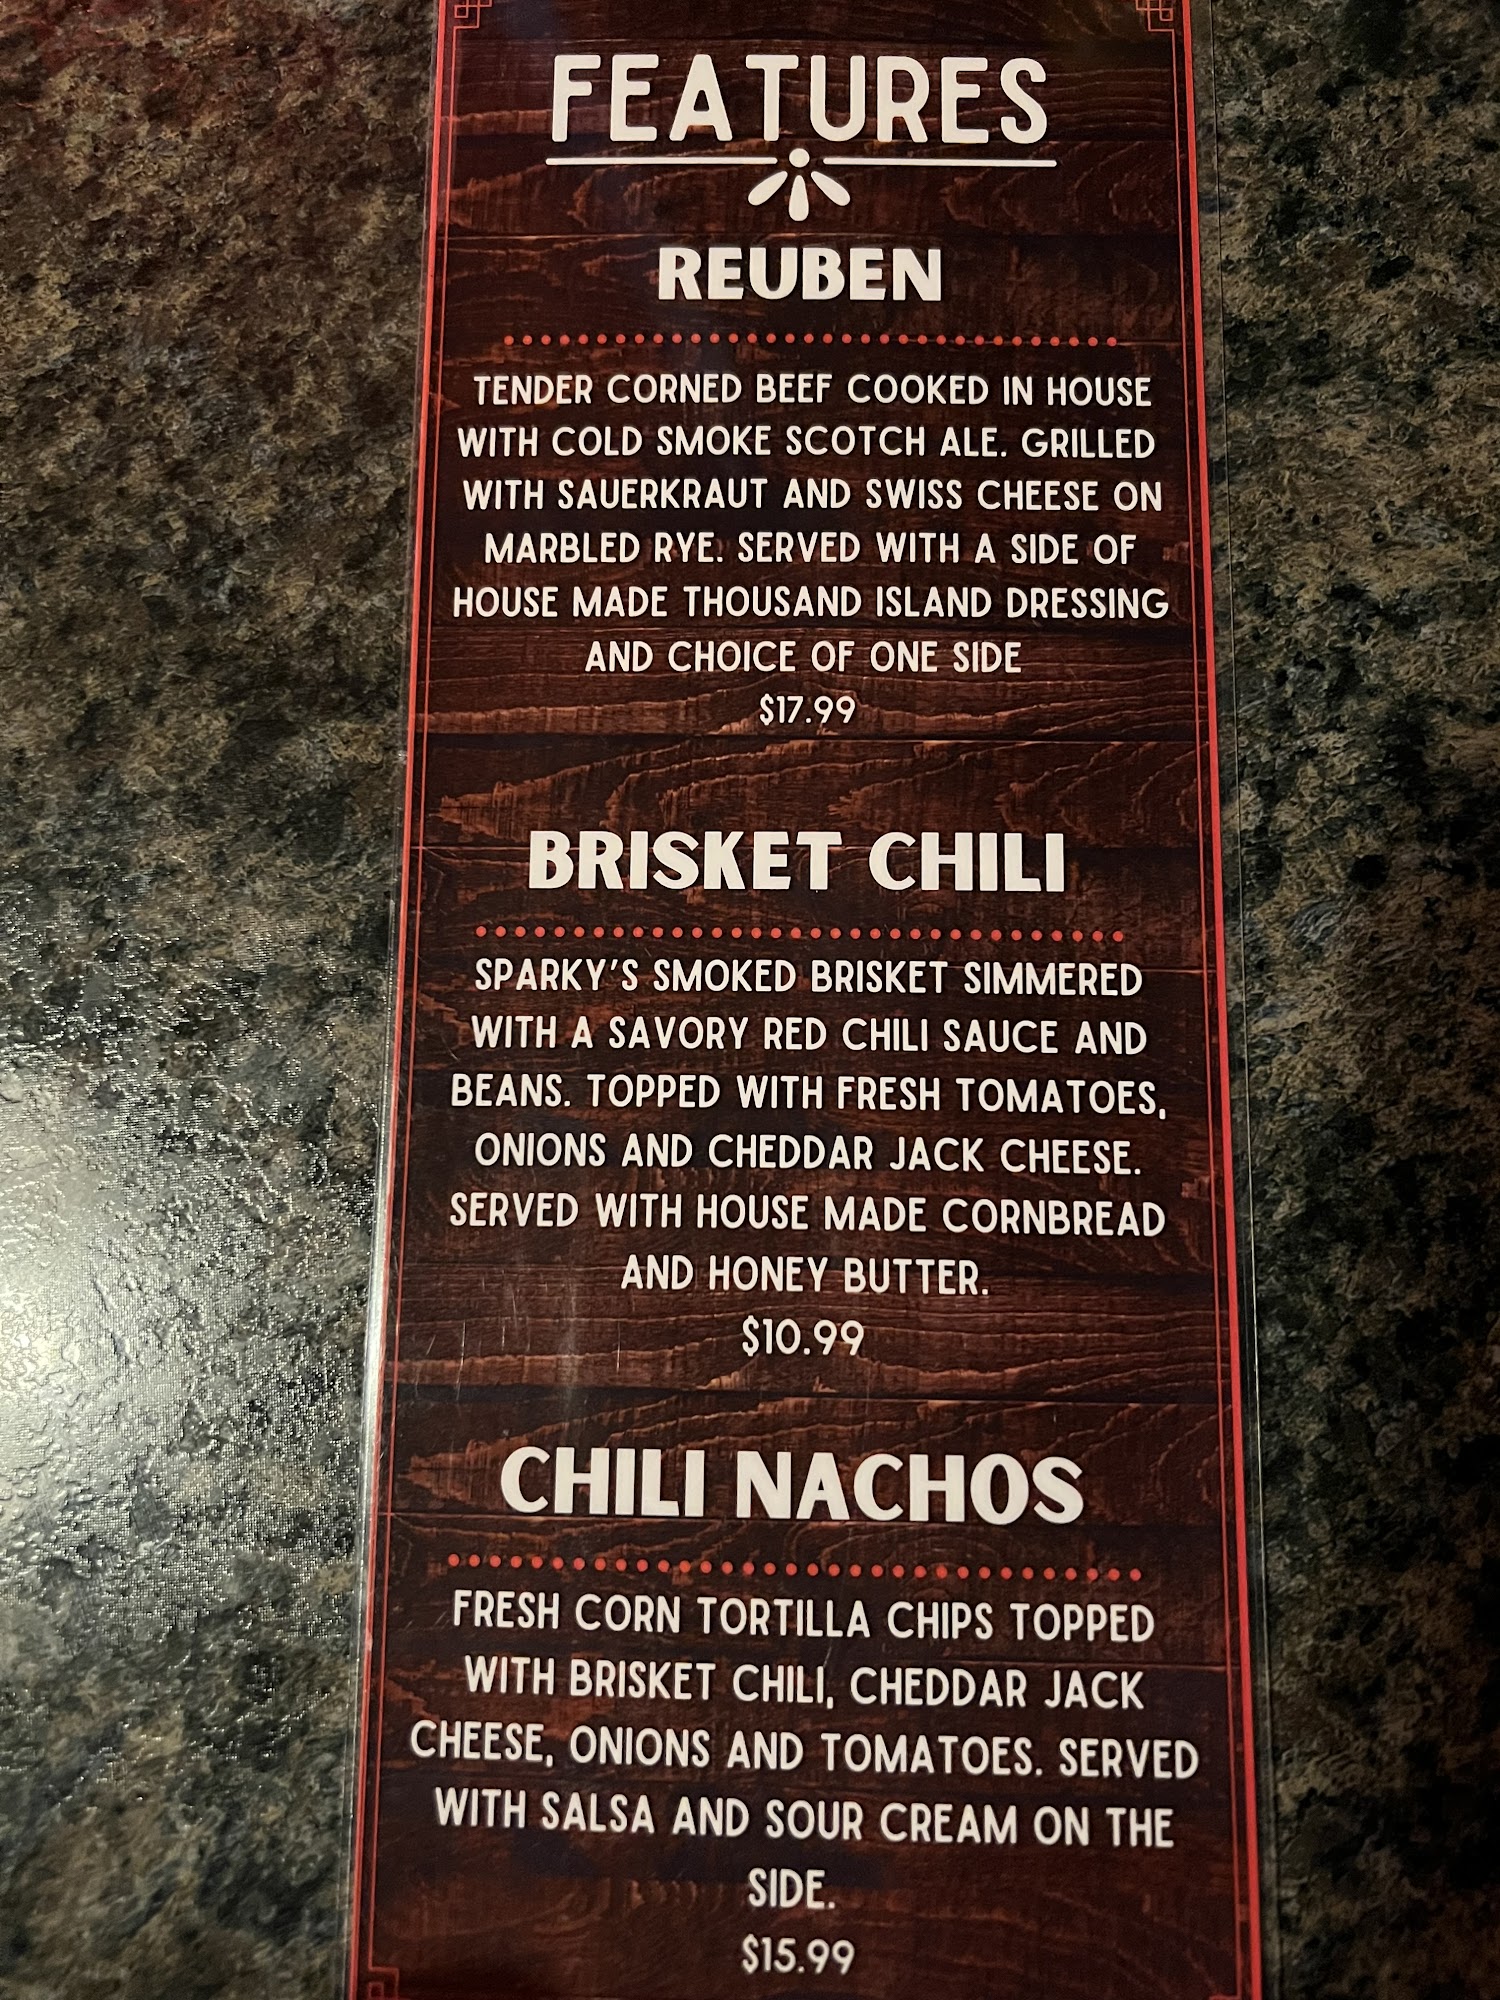 FEATURES
REUBEN
TENDER CORNED BEEF COOKED IN HOUSE
WITH COLD SMOKE SCOTCH ALE. GRILLED
WITH SAUERKRAUT AND SWISS CHEESE ON
MARBLED RYE. SERVED WITH A SIDE OF
HOUSE MADE THOUSAND ISLAND DRESSING
AND CHOICE OF ONE SIDE
$17.99
BRISKET CHILI
SPARKY'S SMOKED BRISKET SIMMERED
WITH A SAVORY RED CHILI SAUCE AND
BEANS. TOPPED WITH FRESH TOMATOES,
ONIONS AND CHEDDAR JACK CHEESE.
SERVED WITH HOUSE MADE CORNBREAD
AND HONEY BUTTER.
$10.99
CHILI NACHOS
FRESH CORN TORTILLA CHIPS TOPPED
WITH BRISKET CHILI, CHEDDAR JACK
CHEESE, ONIONS AND TOMATOES. SERVED
WITH SALSA AND SOUR CREAM ON THE
SIDE.
$15.99